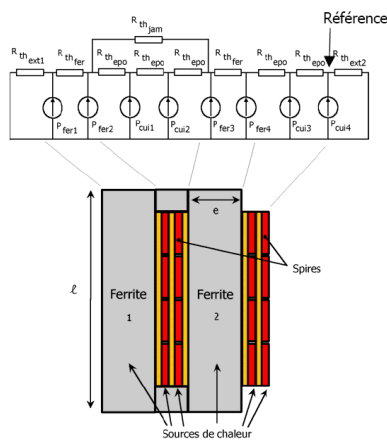 Référence
R th jam
R th ext1
R th fer
R th epo
R th epo
R th epo
R th fer
R th epo
R th epo
R th ext2
P fer1
P fer2
P cui1
P cui2
P fer3
P fer4
P cui3
P cui4
e
ℓ
Spires
Ferrite
1
Ferrite
2
Sources de chaleur